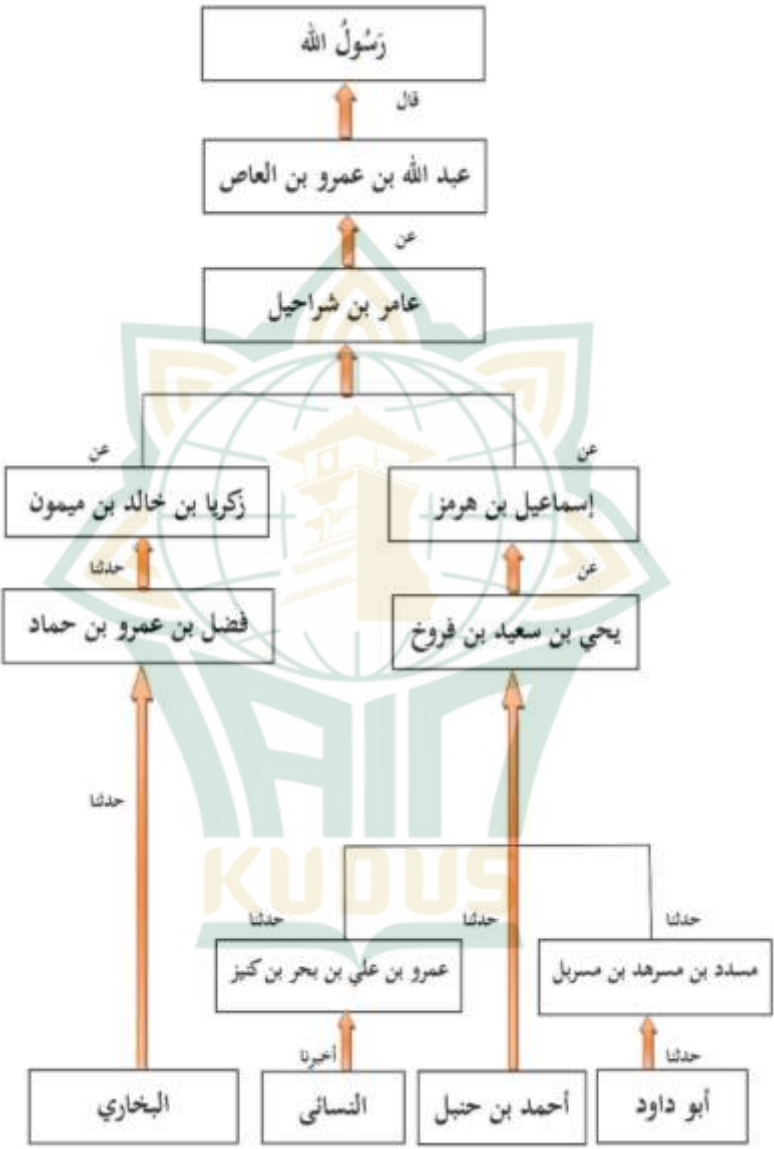 رَسُولُ الله
قال
عبد الله بن عمرو بن العاص
عن
عامر بن شراحيل
عن
عن
إسماعيل بن هرمز
زكريا بن خالد بن ميمون
عن
حدثنا
يحي بن سعيد بن فروخ
فضل بن عمرو بن حماد
حدثنا
KUDUS
حدثنا
حدثنا
حدثنا
مسدد بن مسرهد بن مسربل
عمرو بن علي بن بحر بن كنيز
حدثنا
أخبرنا
أبو داود
أحمد بن حنبل
النسائى
البخاري
IAIN